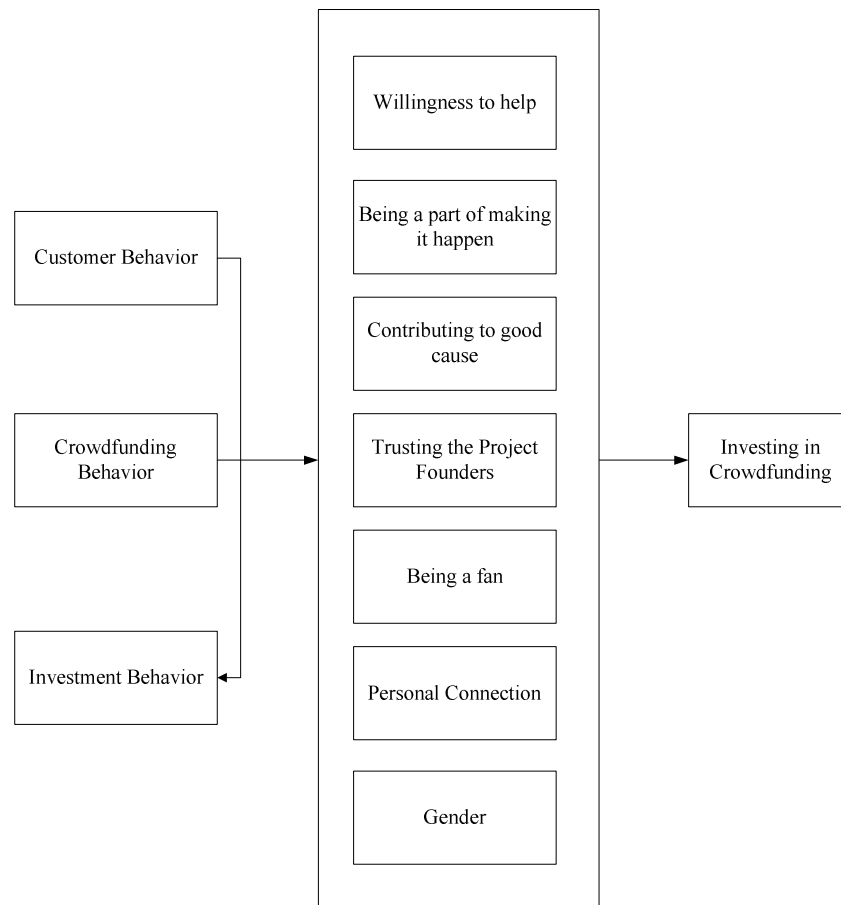 Willingness to help
Being a part of making
it happen
Customer Behavior
Contributing to good
cause
Crowdfunding
Behavior
Trusting the Project
Founders
Investing in
Crowdfunding
Being a fan
Investment Behavior
Personal Connection
Gender